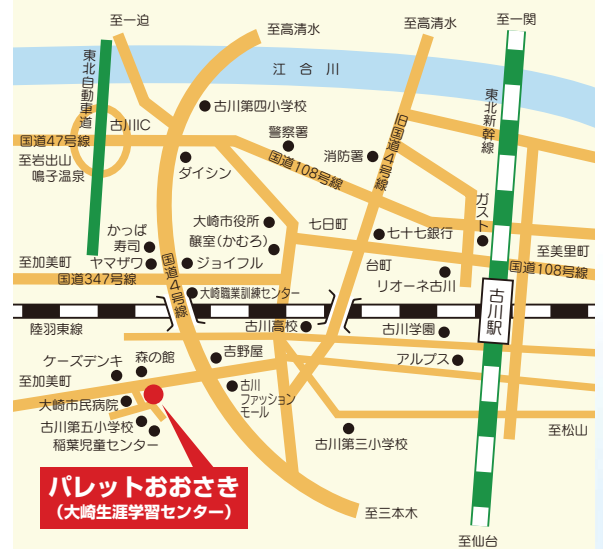 至一迫
至高清水
至高清水
至一関
東北自動車道
江合川
東北新幹線
古川第四小学校
古川IC
国道47号線
至岩出山
鳴子温泉
ダイシン
警察署
国道108号線
消防署
旧国道4号線
ガスト
かっぱ
寿司
ヤマザワ
至加美町
国道347号線
大崎市役所
醸室(かむろ)
ジョイフル
七日町
七十七銀行
台町
リオーネ古川
至美里町
国道108号線
国道4号線
大崎職業訓練センター
陸羽東線
古川高校
古川学園
古川駅
アルプス
ケーズデンキ
森の館
吉野屋
至加美町
大崎市民病院
古川
ファッション
モール
古川第五小学校
稲葉児童センター
古川第三小学校
至松山
パレットおおさき
(大崎生涯学習センター)
至三本木
至仙台